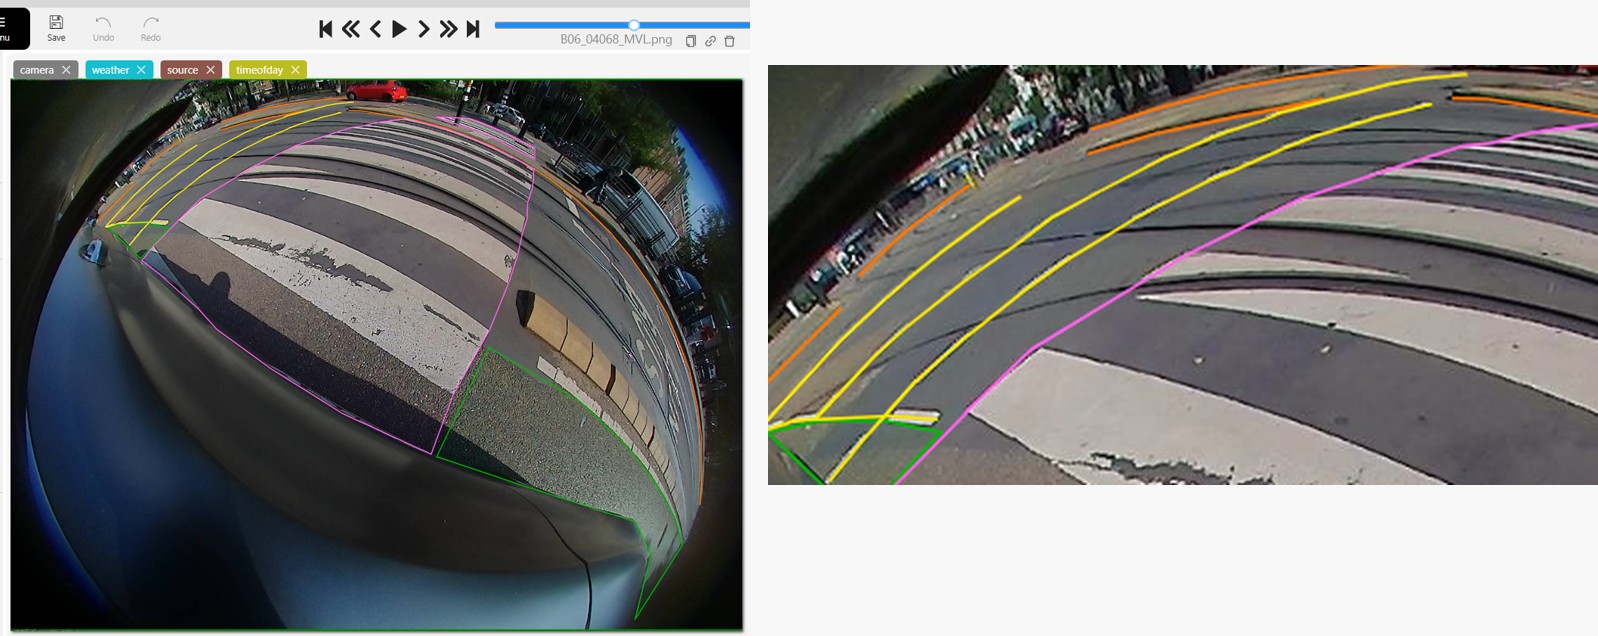 nu
Save
Undo
Redo
B06_04068_MVL.png
camera
weather
source
timeofday